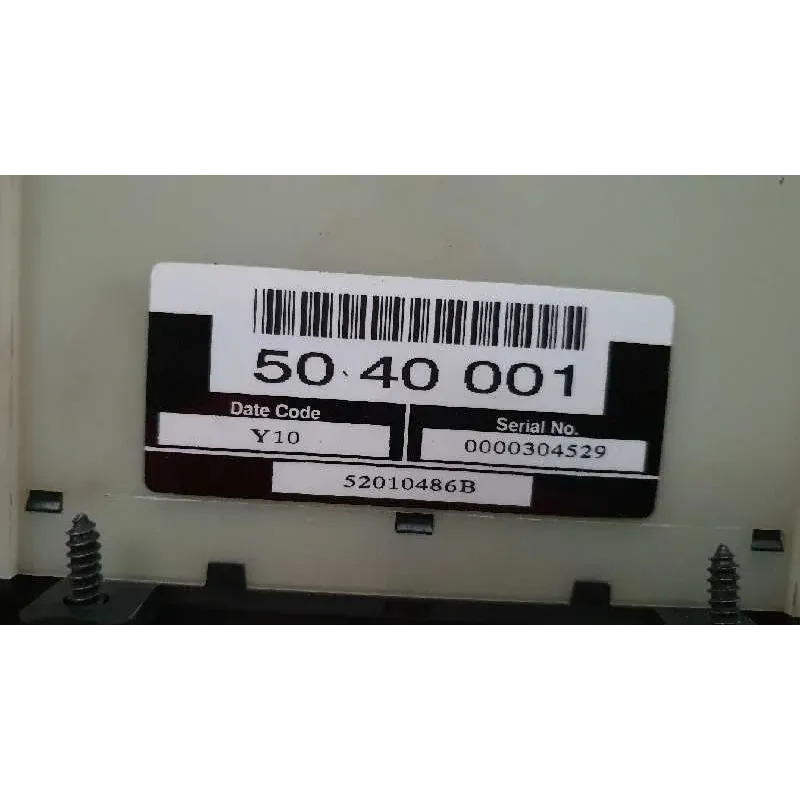 50 40 001
Date Code
Serial No.
Y10
0000304529
52010486B